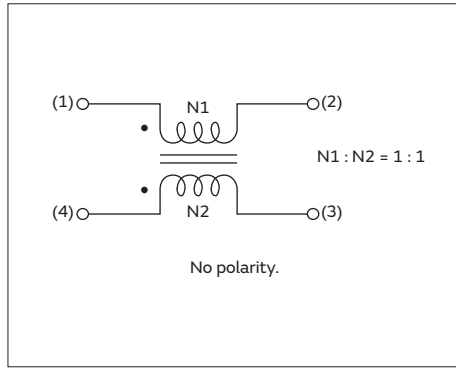 (1) N1 (2)
N1 : N2 = 1 : 1
(4) N2 (3)
No polarity.